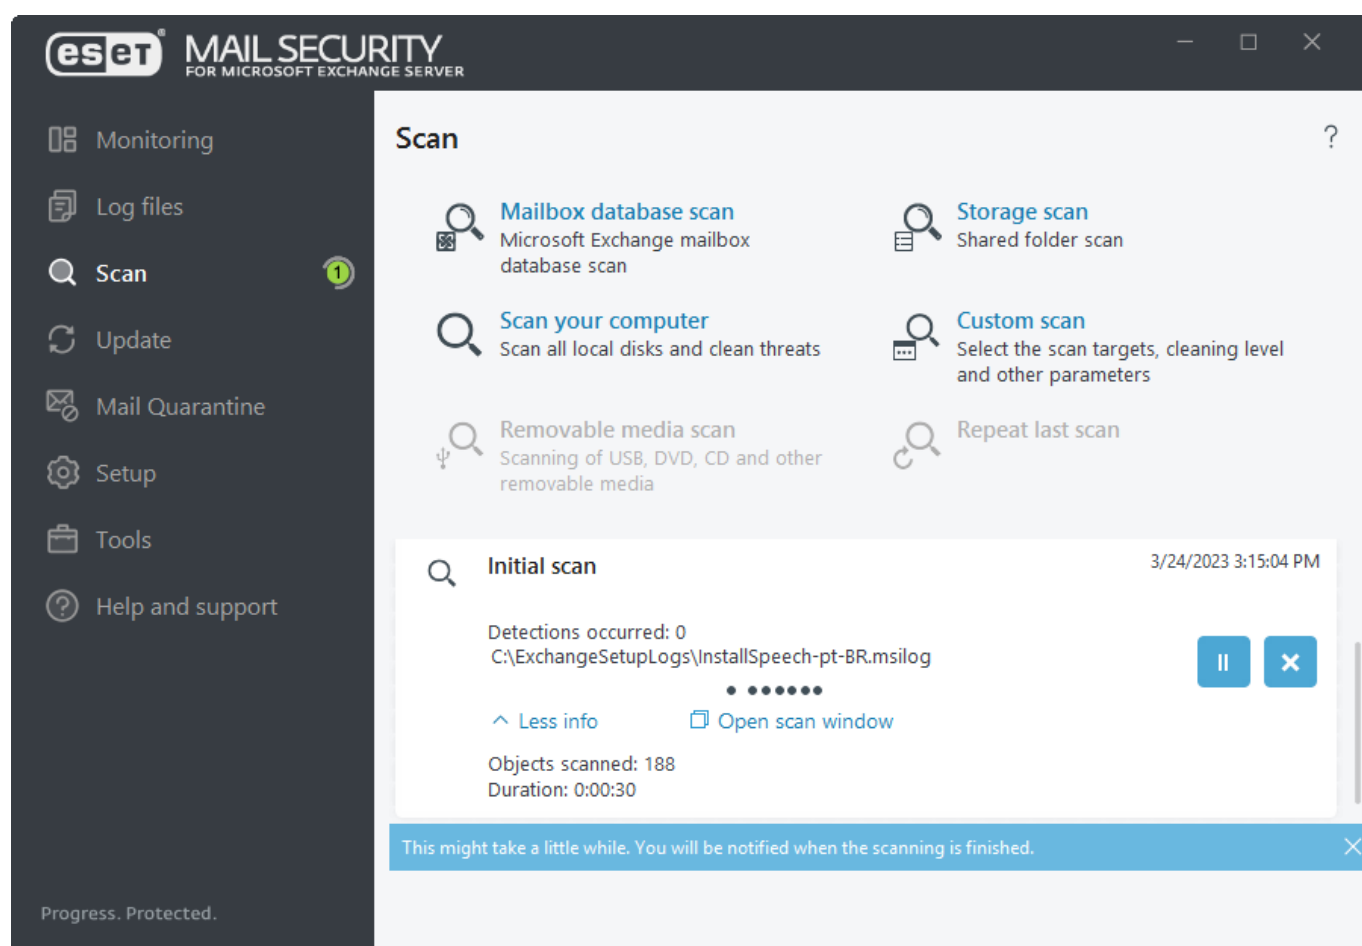 eseT® MAIL SECURITY
FOR MICROSOFT EXCHANGE SERVER
Monitoring
Log files
Scan
1
Update
Mail Quarantine
Setup
Tools
Help and support
Progress. Protected.
Scan
?
Mailbox database scan
Microsoft Exchange mailbox
database scan
Storage scan
Shared folder scan
Scan your computer
Scan all local disks and clean threats
Custom scan
Select the scan targets, cleaning level
and other parameters
Removable media scan
Scanning of USB, DVD, CD and other
removable media
Repeat last scan
Initial scan
3/24/2023 3:15:04 PM
Detections occurred: 0
C:\ExchangeSetupLogs\InstallSpeech-pt-BR.msilog
Less info
Open scan window
Objects scanned: 188
Duration: 0:00:30
This might take a little while. You will be notified when the scanning is finished.